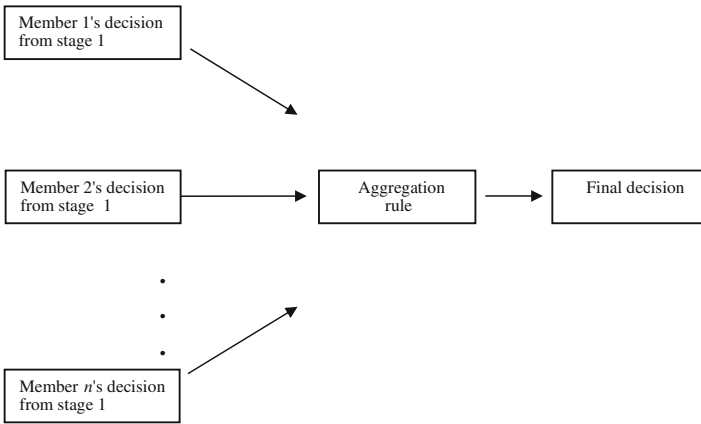 Member 1's decision
from stage 1
Member 2's decision
from stage 1
Aggregation
rule
Final decision
Member n's decision
from stage 1